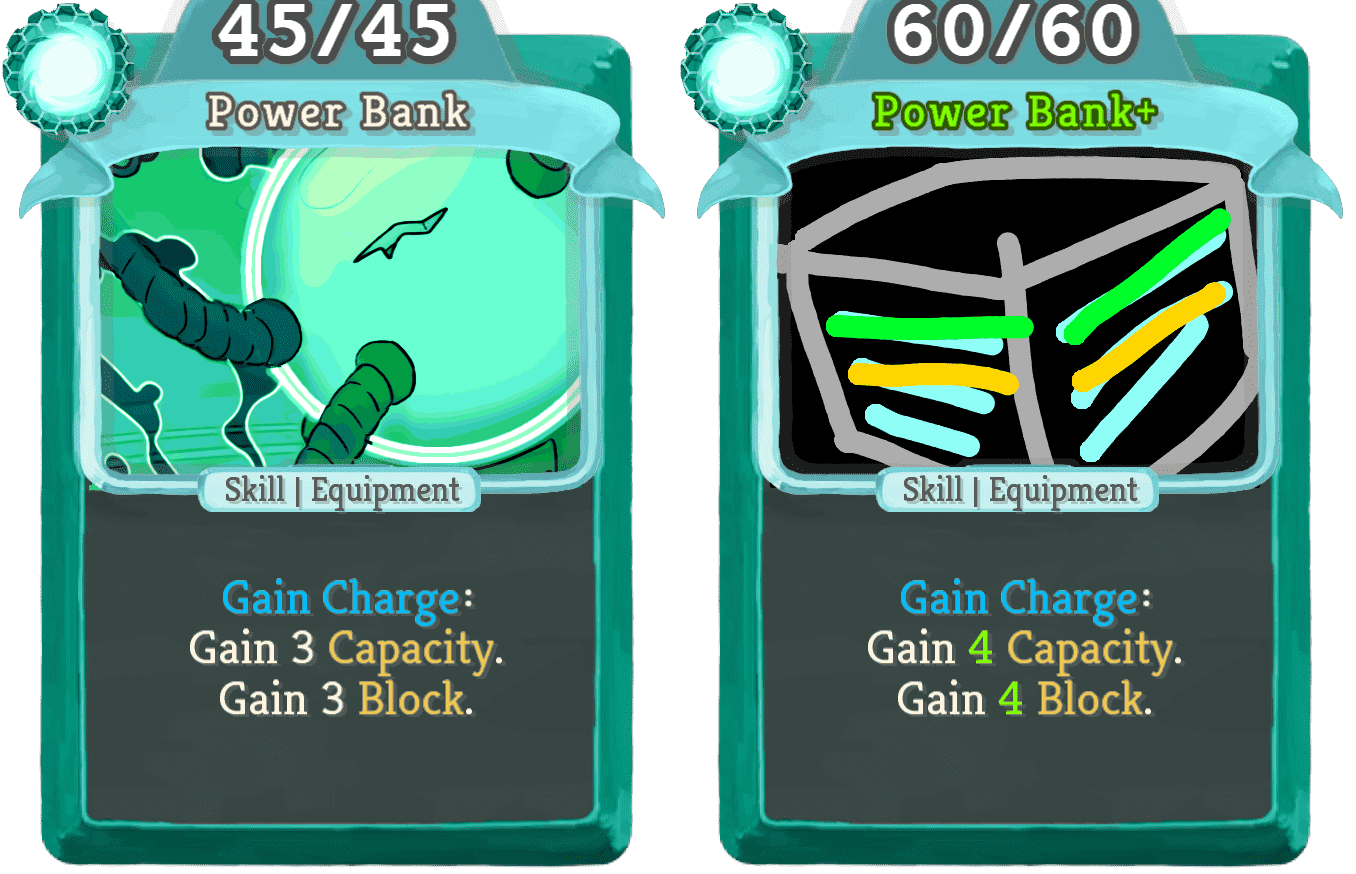 45/45
Power Bank
Skill | Equipment
Gain Charge:
Gain 3 Capacity.
Gain 3 Block.
60/60
Power Bank+
Skill | Equipment
Gain Charge:
Gain 4 Capacity.
Gain 4 Block.